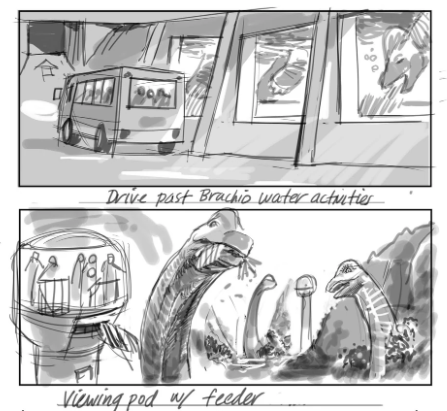 Drive past Brachio water activities
Viewing pod w/ feeder